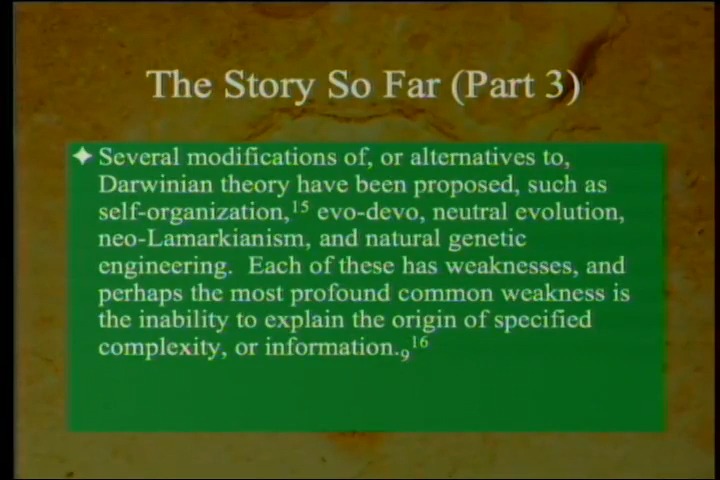 The Story So Far (Part 3)
Several modifications of, or alternatives to,
Darwinian theory have been proposed, such as
self-organization,¹⁵ evo-devo, neutral evolution,
neo-Lamarkianism, and natural genetic
engineering. Each of these has weaknesses, and
perhaps the most profound common weakness is
the inability to explain the origin of specified
complexity, or information.₉¹⁶